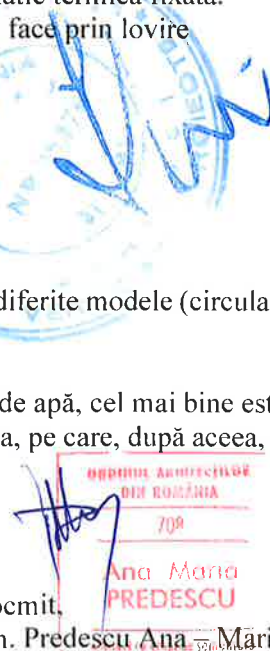 face prin lovire
diferite modele (circula
de apă, cel mai bine est
a, pe care, după aceea,
ORDINUL ARHITECȚILOR
DIN ROMÂNIA
709
Ana Maria
PREDESCU
ocmit,
h. Predescu Ana – Mari